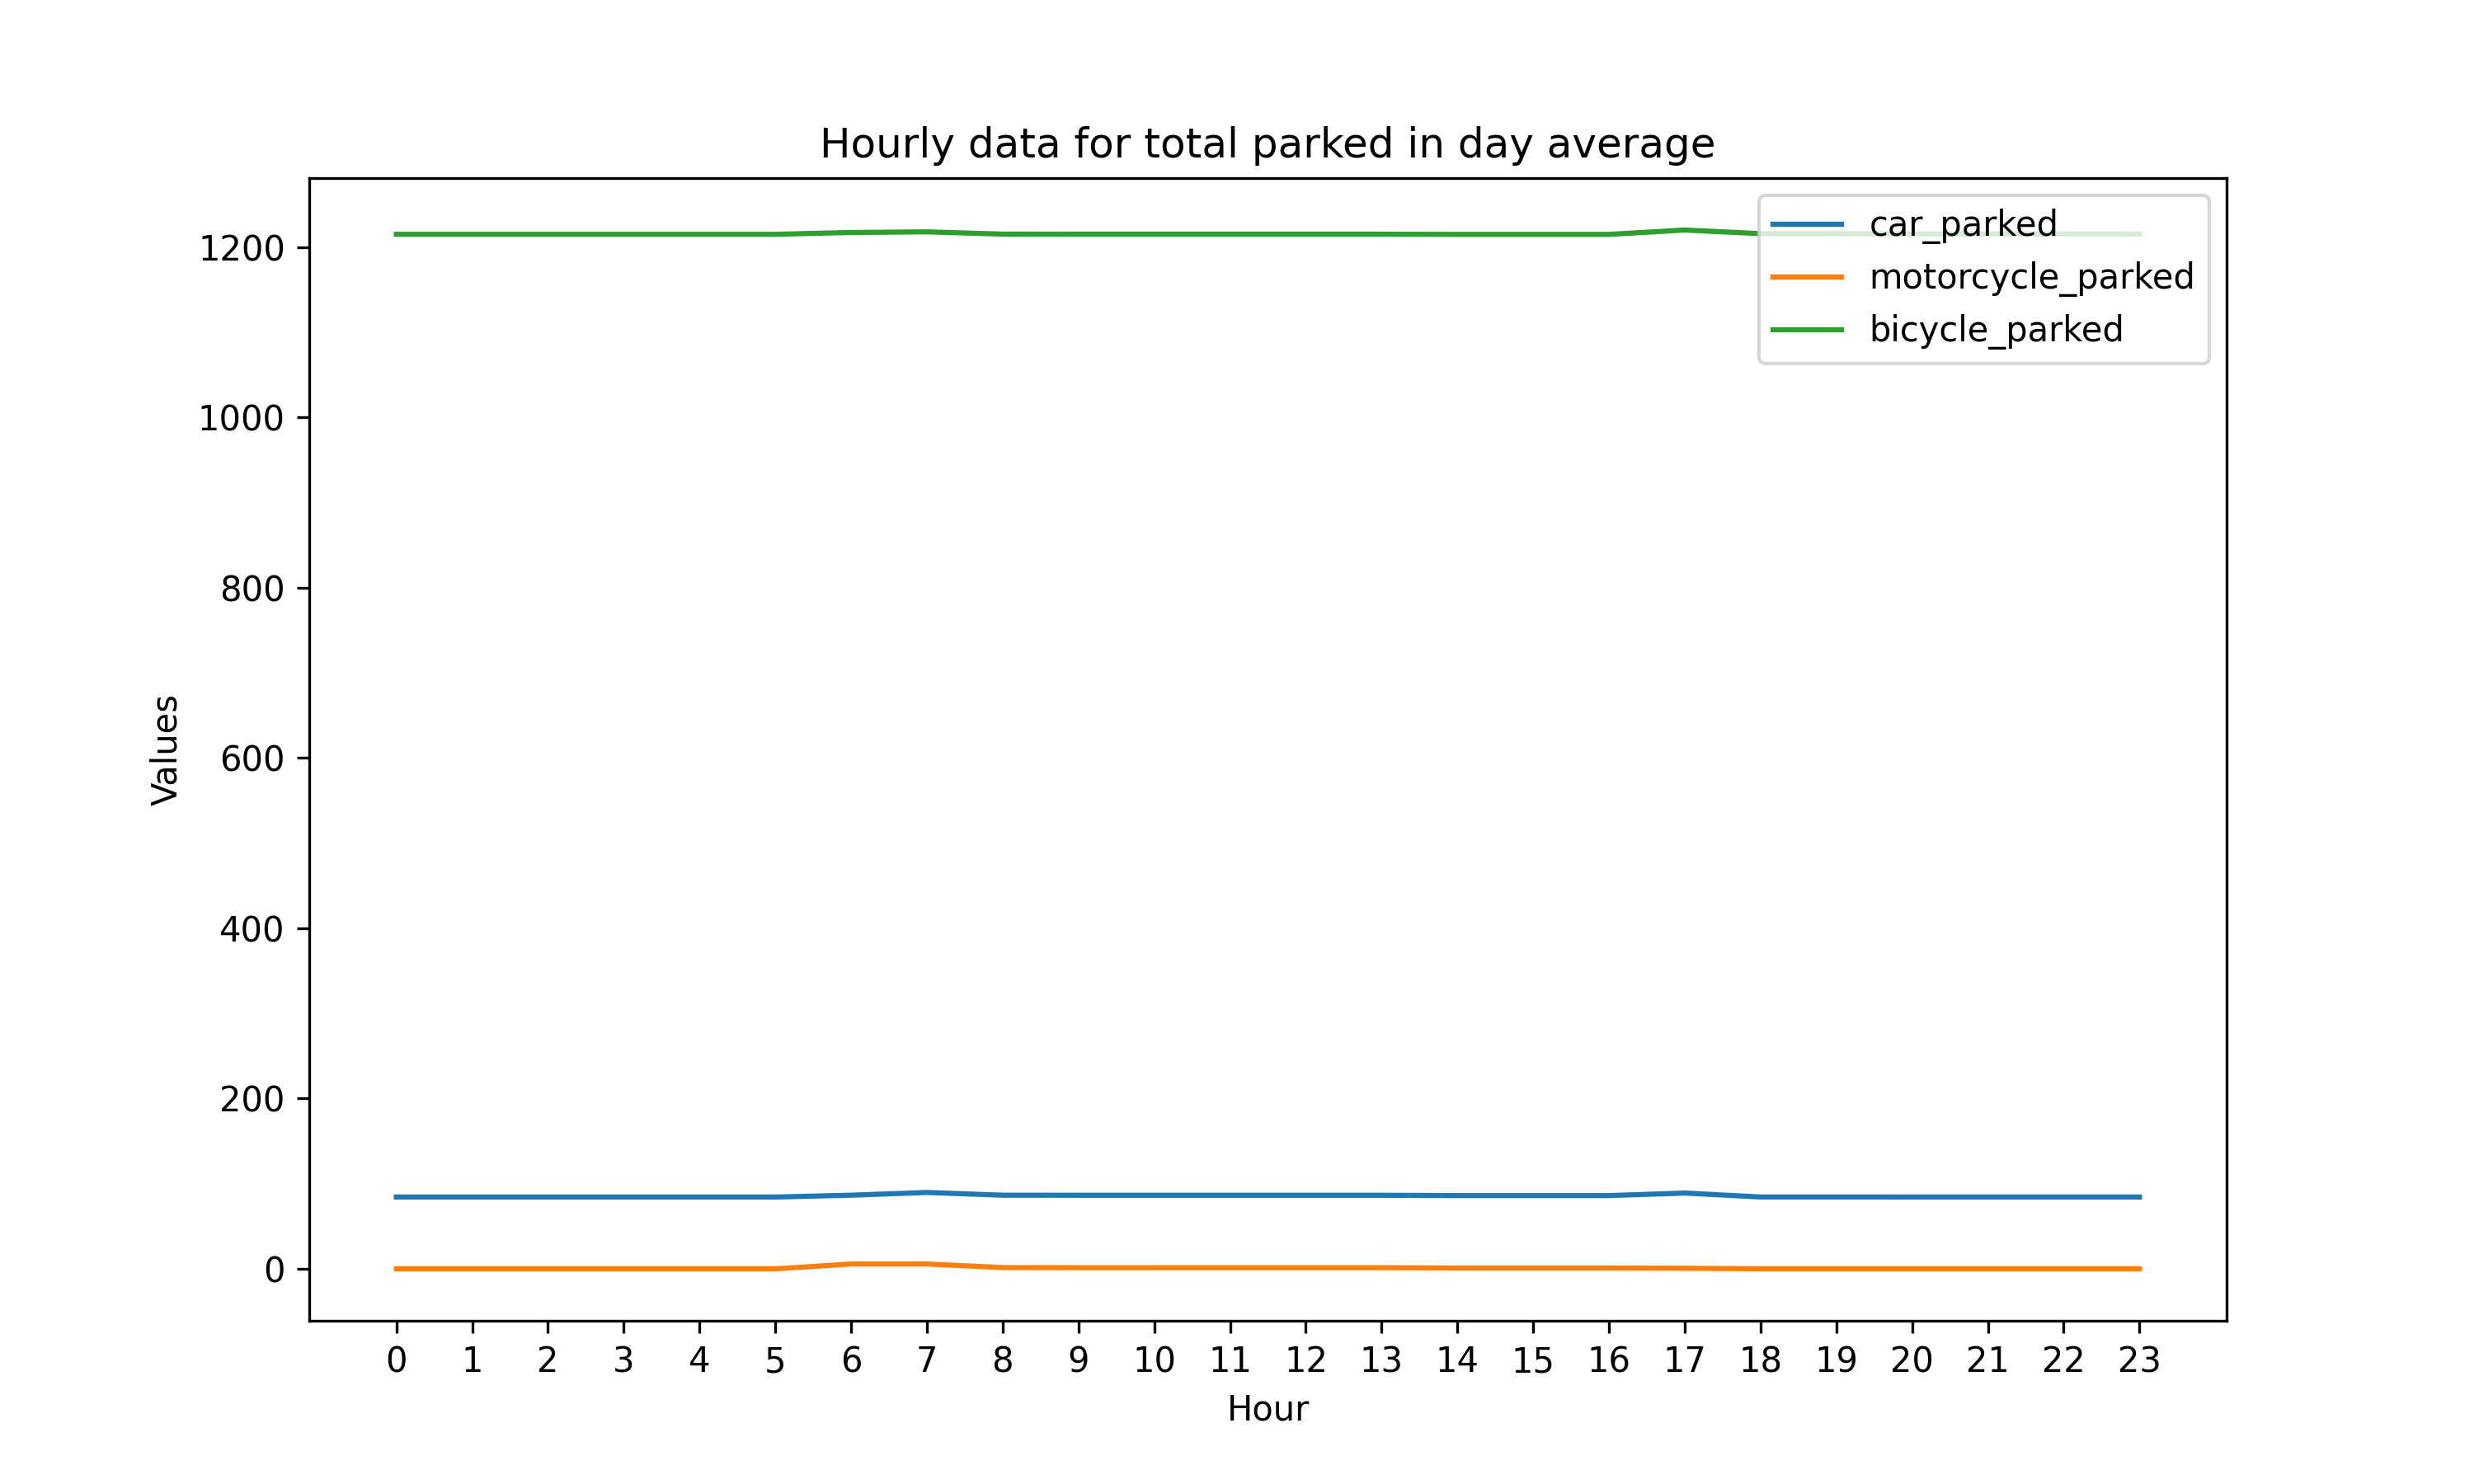 Hourly data for total parked in day average
car_parked
motorcycle_parked
bicycle_parked
Values
1200
1000
800
600
400
200
0
0 1 2 3 4 5 6 7 8 9 10 11 12 13 14 15 16 17 18 19 20 21 22 23
Hour